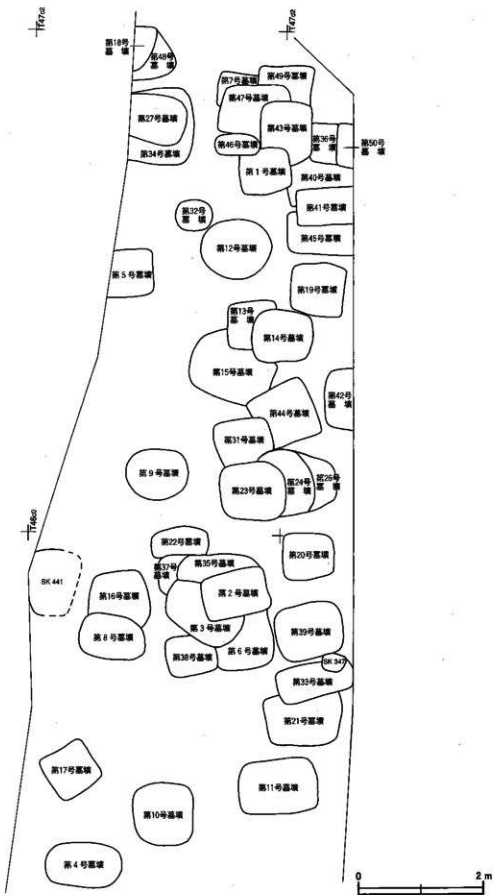 IT47c2
IT47c2
第18号
墓壙
第48号
墓壙
第7号墓壙
第49号墓壙
第27号墓壙
第47号墓壙
第43号墓壙
第36号
墓壙
第50号
墓壙
第34号墓壙
第46号墓壙
第1号墓壙
第40号墓壙
第41号墓壙
第32号
墓壙
第45号墓壙
第12号墓壙
第5号墓壙
第19号墓壙
第13号
墓壙
第14号墓壙
第15号墓壙
第42号
墓壙
第44号墓壙
第31号墓壙
第9号墓壙
第23号墓壙
第24号
墓壙
第26号
墓壙
第22号墓壙
第20号墓壙
SK 441
第37号
墓壙
第35号墓壙
第16号墓壙
第2号墓壙
第8号墓壙
第3号墓壙
第39号墓壙
第38号墓壙
第6号墓壙
SK 347
第33号墓壙
第21号墓壙
第17号墓壙
第11号墓壙
第10号墓壙
第4号墓壙
0
2 m